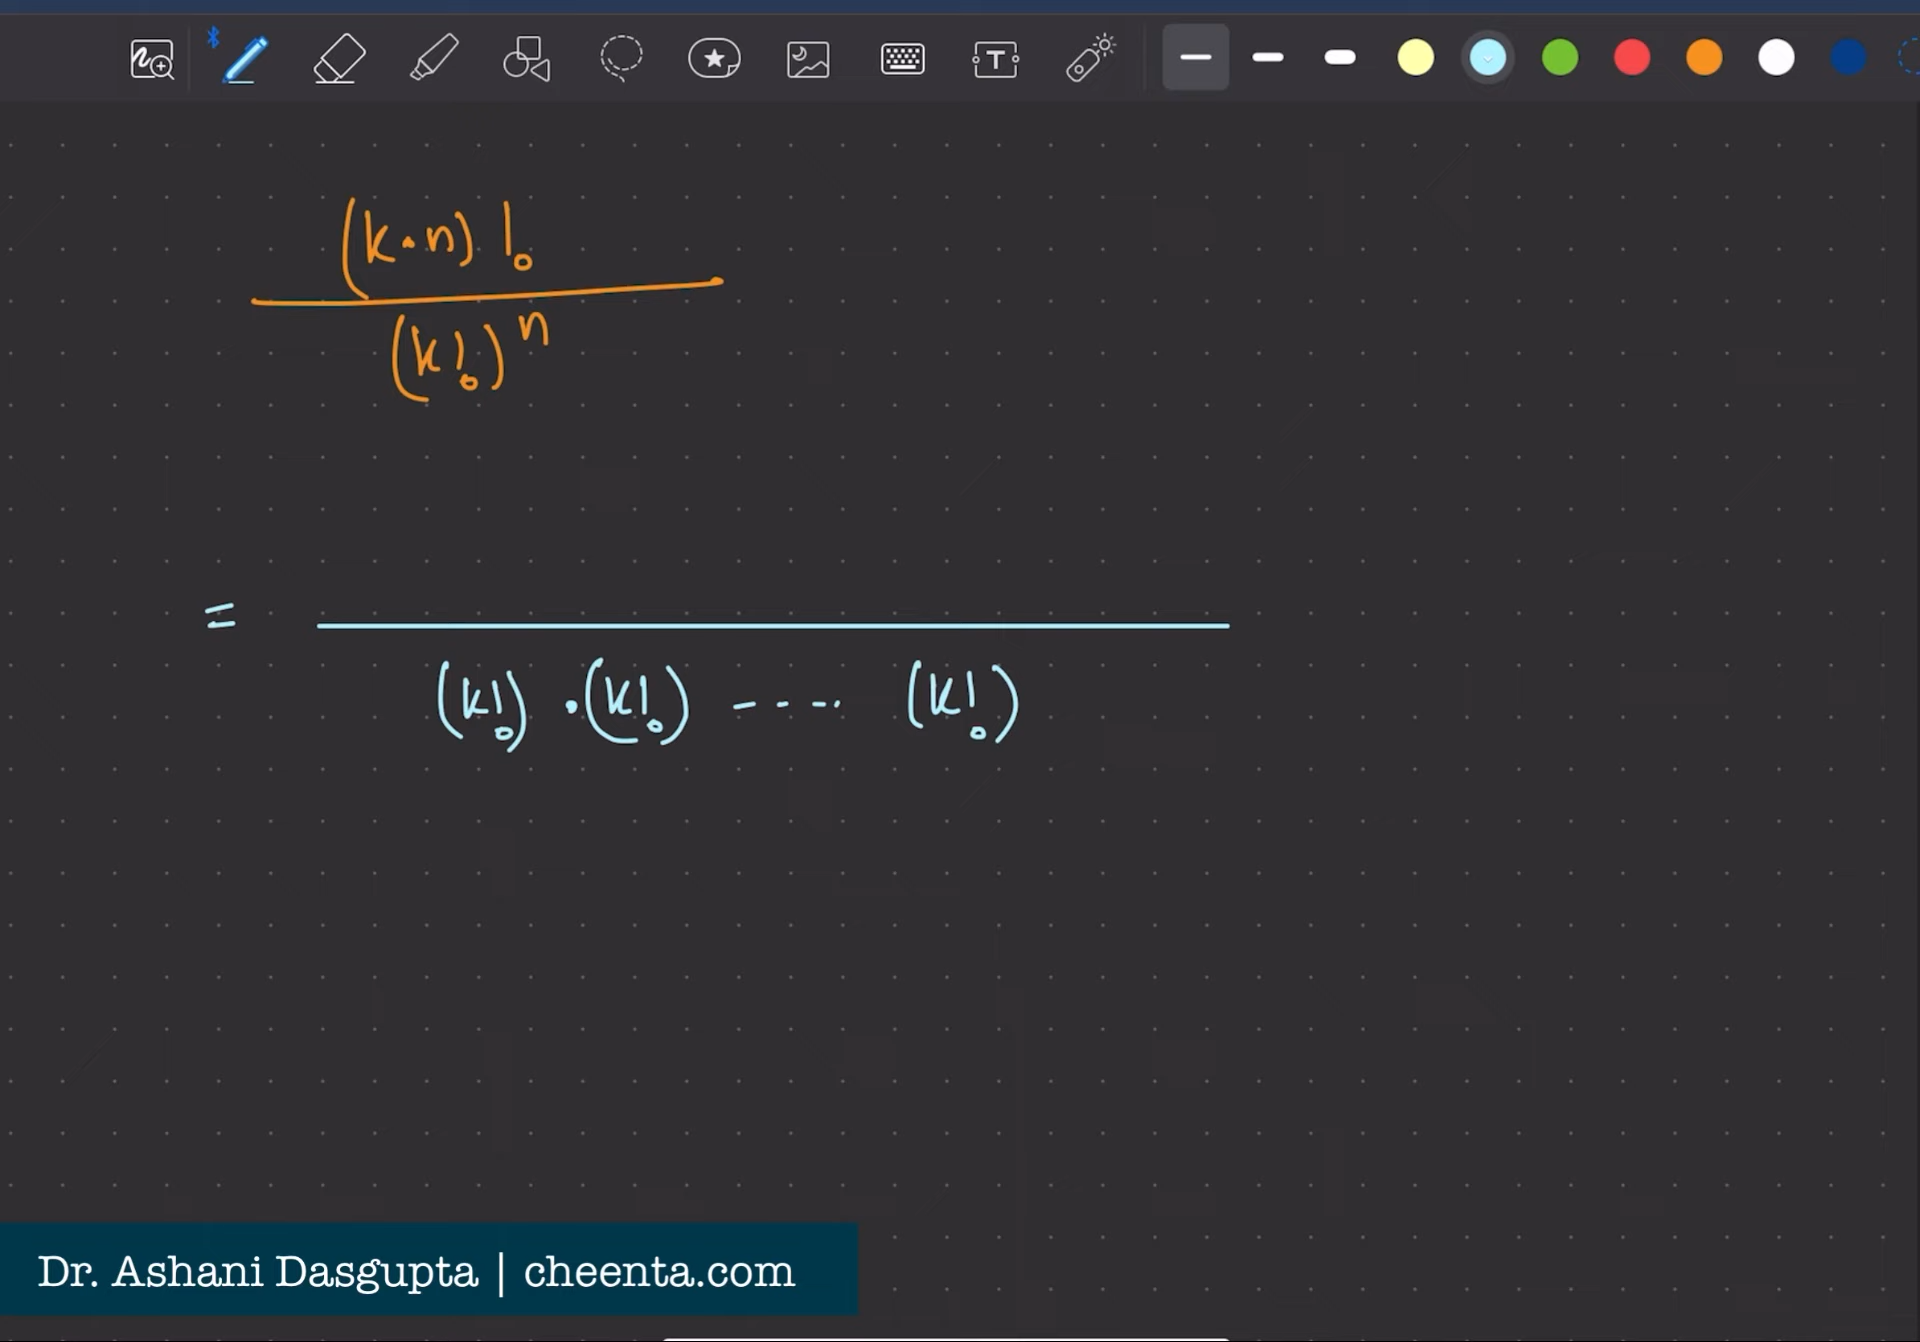 (k·n)!
(k!)ⁿ
=
(k!) ·(k!) ---- (k!)
Dr. Ashani Dasgupta | cheenta.com